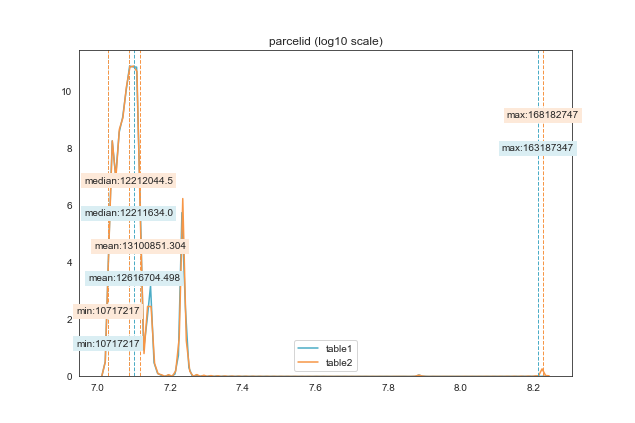 parcelid (log10 scale)
10
8
6
4
2
0
max:168182747
max:163187347
median:12212044.5
median:12211634.0
mean:13100851.304
mean:12616704.498
min:10717217
min:10717217
table1
table2
7.0 7.2 7.4 7.6 7.8 8.0 8.2